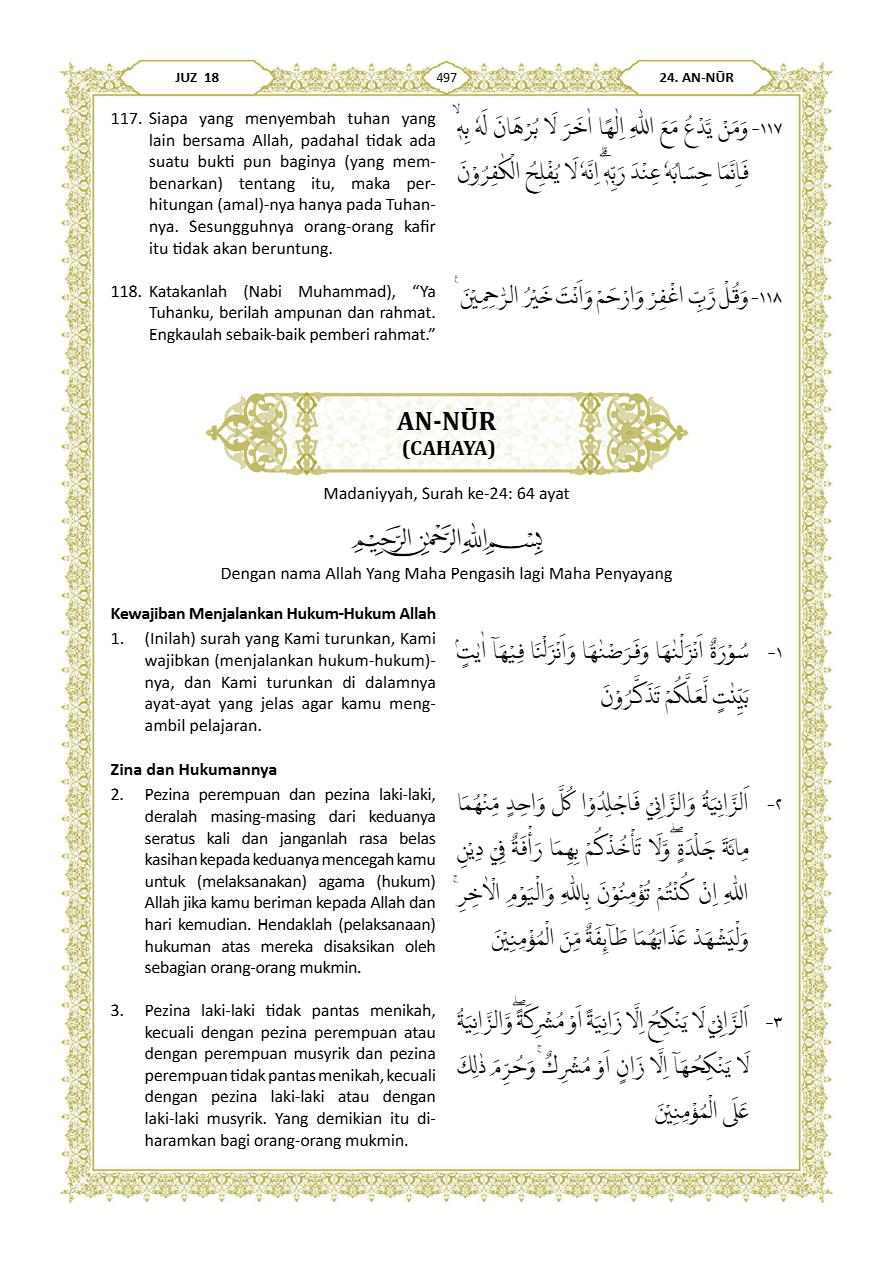 JUZ 18
497
24. AN-NŪR
117. Siapa yang menyembah tuhan yang
lain bersama Allah, padahal tidak ada
suatu bukti pun baginya (yang mem-
benarkan) tentang itu, maka per-
hitungan (amal)-nya hanya pada Tuhan-
nya. Sesungguhnya orang-orang kafir
itu tidak akan beruntung.
١١٧- وَمَنْ يَّدْعُ مَعَ اللّٰهِ اِلٰهًا اٰخَرَ لَا بُرْهَانَ لَهٗ بِهٖۙ
فَاِنَّمَا حِسَابُهٗ عِنْدَ رَبِّهٖۗ اِنَّهٗ لَا يُفْلِحُ الْكٰفِرُوْنَ
118. Katakanlah (Nabi Muhammad), “Ya
Tuhanku, berilah ampunan dan rahmat.
Engkaulah sebaik-baik pemberi rahmat.”
١١٨- وَقُلْ رَّبِّ اغْفِرْ وَارْحَمْ وَاَنْتَ خَيْرُ الرّٰحِمِيْنَ ࣖ
AN-NŪR
(CAHAYA)
Madaniyyah, Surah ke-24: 64 ayat
بِسْمِ اللّٰهِ الرَّحْمٰنِ الرَّحِيْمِ
Dengan nama Allah Yang Maha Pengasih lagi Maha Penyayang
Kewajiban Menjalankan Hukum-Hukum Allah
1. (Inilah) surah yang Kami turunkan, Kami
wajibkan (menjalankan hukum-hukum)-
nya, dan Kami turunkan di dalamnya
ayat-ayat yang jelas agar kamu meng-
ambil pelajaran.
١- سُوْرَةٌ اَنْزَلْنٰهَا وَفَرَضْنٰهَا وَاَنْزَلْنَا فِيْهَآ اٰيٰتٍۢ
بَيِّنٰتٍ لَّعَلَّكُمْ تَذَكَّرُوْنَ
Zina dan Hukumannya
2. Pezina perempuan dan pezina laki-laki,
deralah masing-masing dari keduanya
seratus kali dan janganlah rasa belas
kasihan kepada keduanya mencegah kamu
untuk (melaksanakan) agama (hukum)
Allah jika kamu beriman kepada Allah dan
hari kemudian. Hendaklah (pelaksanaan)
hukuman atas mereka disaksikan oleh
sebagian orang-orang mukmin.
٢- اَلزَّانِيَةُ وَالزَّانِيْ فَاجْلِدُوْا كُلَّ وَاحِدٍ مِّنْهُمَا
مِائَةَ جَلْدَةٍۖ وَّلَا تَأْخُذْكُمْ بِهِمَا رَأْفَةٌ فِيْ دِيْنِ
اللّٰهِ اِنْ كُنْتُمْ تُؤْمِنُوْنَ بِاللّٰهِ وَالْيَوْمِ الْاٰخِرِۚ
وَلْيَشْهَدْ عَذَابَهُمَا طَاۤىِٕفَةٌ مِّنَ الْمُؤْمِنِيْنَ
3. Pezina laki-laki tidak pantas menikah,
kecuali dengan pezina perempuan atau
dengan perempuan musyrik dan pezina
perempuan tidak pantas menikah, kecuali
dengan pezina laki-laki atau dengan
laki-laki musyrik. Yang demikian itu di-
haramkan bagi orang-orang mukmin.
٣- اَلزَّانِيْ لَا يَنْكِحُ اِلَّا زَانِيَةً اَوْ مُشْرِكَةًۖ وَّالزَّانِيَةُ
لَا يَنْكِحُهَآ اِلَّا زَانٍ اَوْ مُشْرِكٌۚ وَحُرِّمَ ذٰلِكَ
عَلَى الْمُؤْمِنِيْنَ